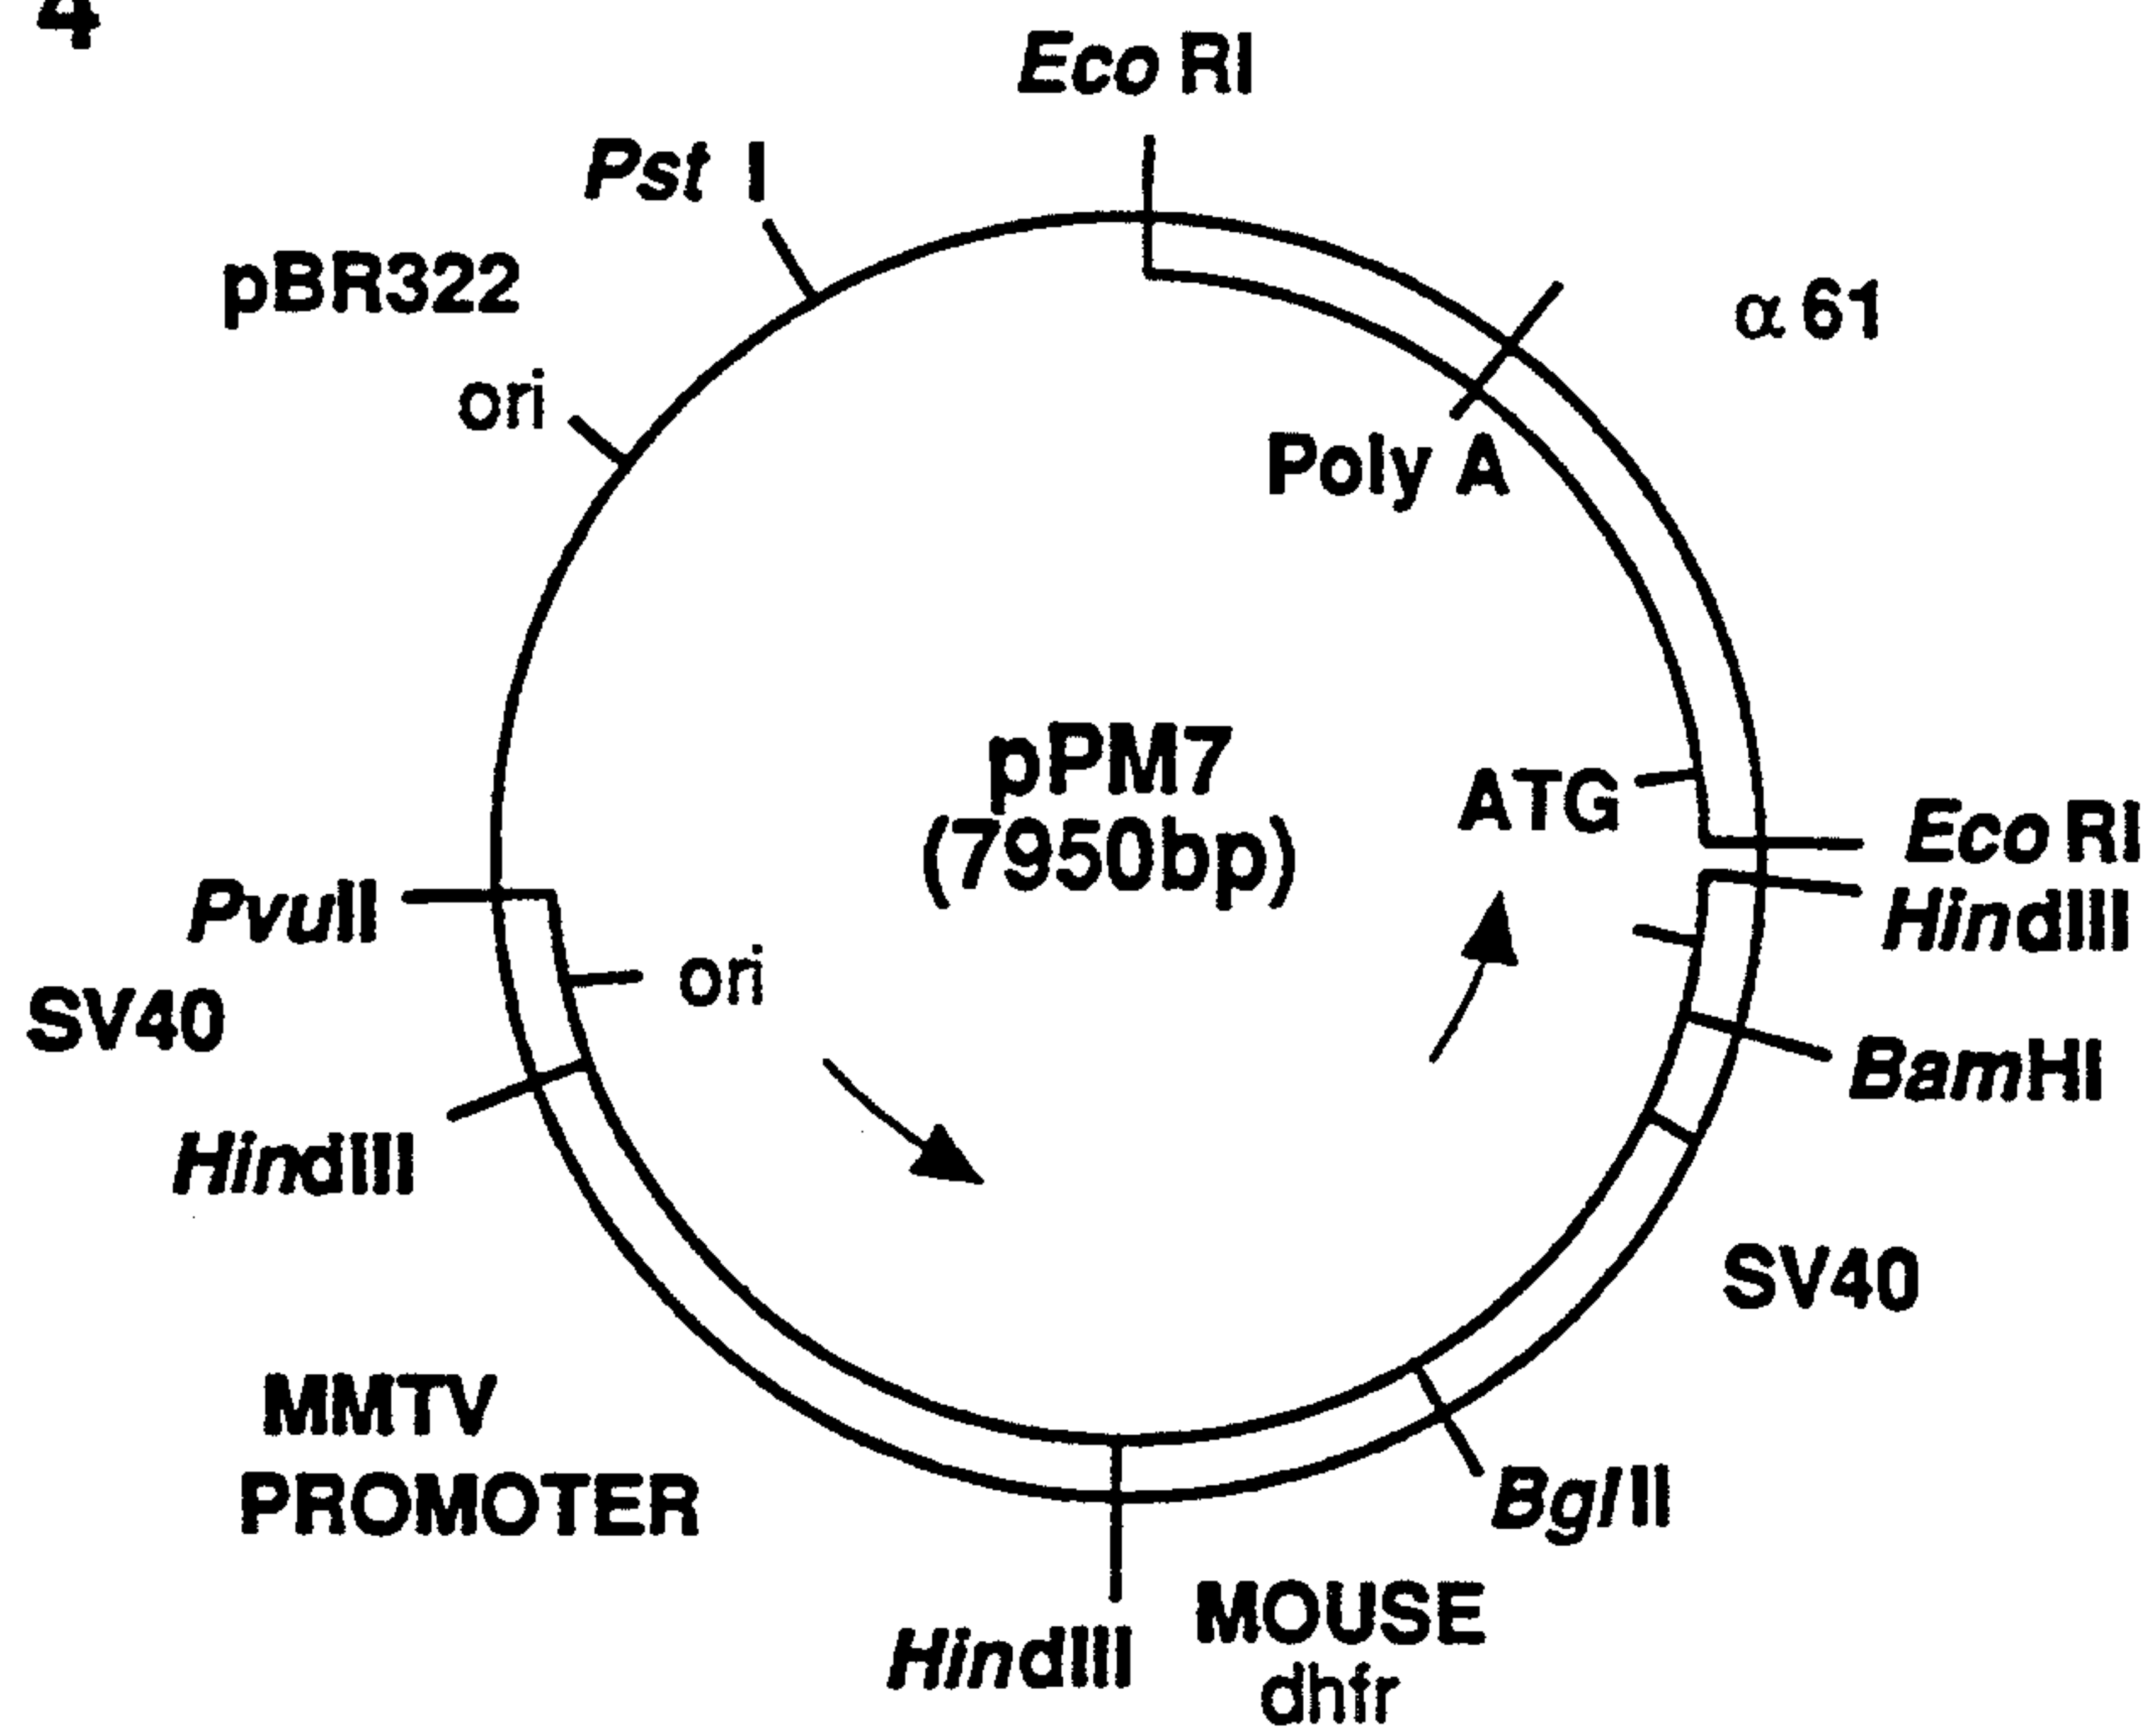 4
Eco RI
Pst I
pBR322
α 61
ori
Poly A
pPM7
(7950bp)
ATG
Eco RI
HindIII
PvuII
ori
SV40
BamHI
HindIII
SV40
MMTV
PROMOTER
BglII
MOUSE
dhfr
HindIII